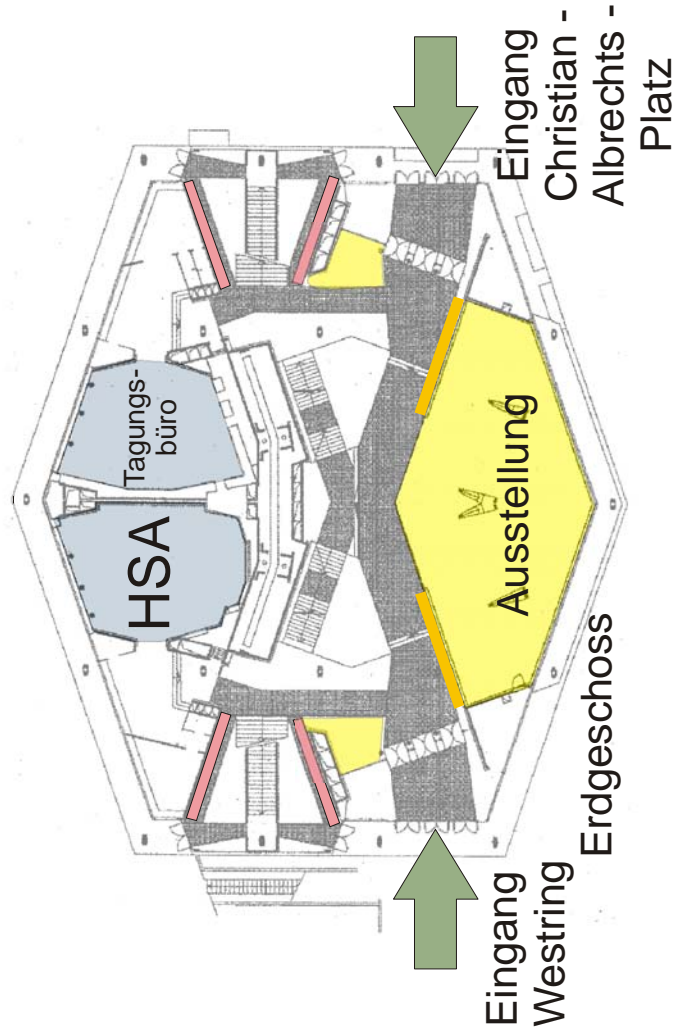 Eingang
Christian -
Albrechts -
Platz
Tagungs-
büro
HSA
Ausstellung
Erdgeschoss
Eingang
Westring